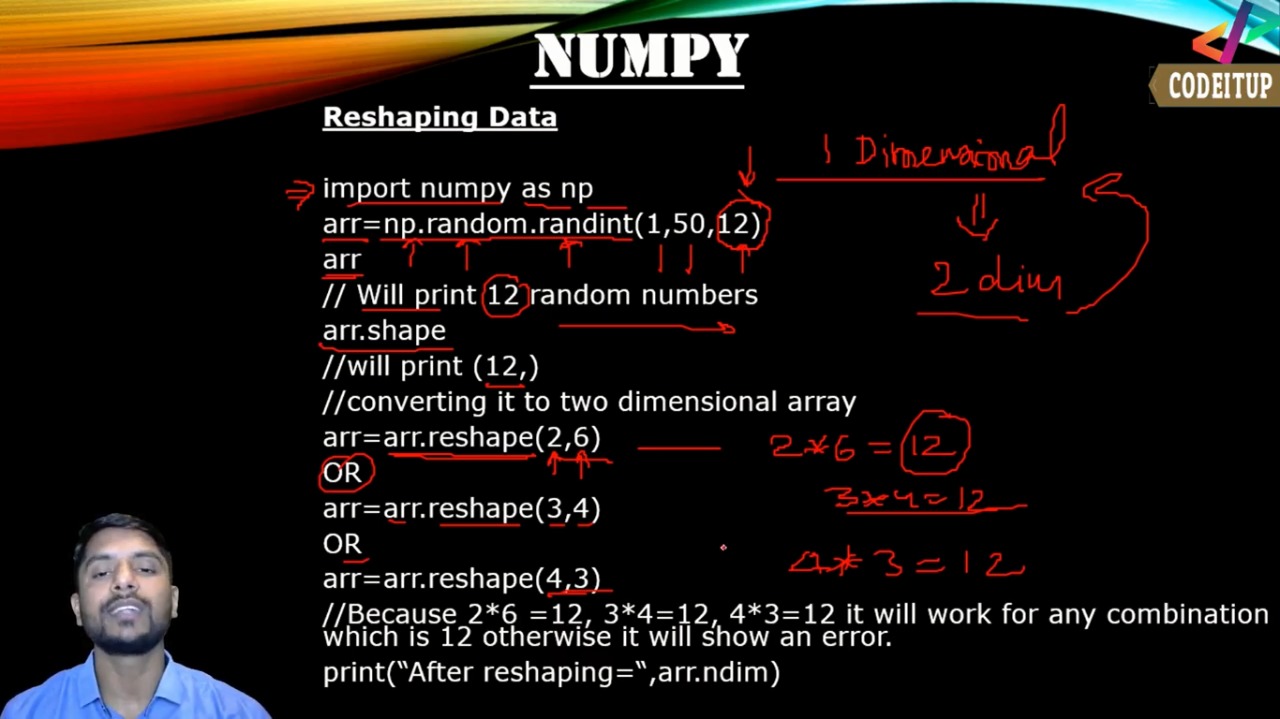 NUMPY
CODEITUP
Reshaping Data
1 Dimensional
import numpy as np
arr=np.random.randint(1,50,12)
arr
2 dim
// Will print 12 random numbers
arr.shape
//will print (12,)
//converting it to two dimensional array
arr=arr.reshape(2,6)
2*6 = 12
OR
3*4=12
arr=arr.reshape(3,4)
OR
4*3=12
arr=arr.reshape(4,3)
//Because 2*6 =12, 3*4=12, 4*3=12 it will work for any combination
which is 12 otherwise it will show an error.
print(“After reshaping=“,arr.ndim)